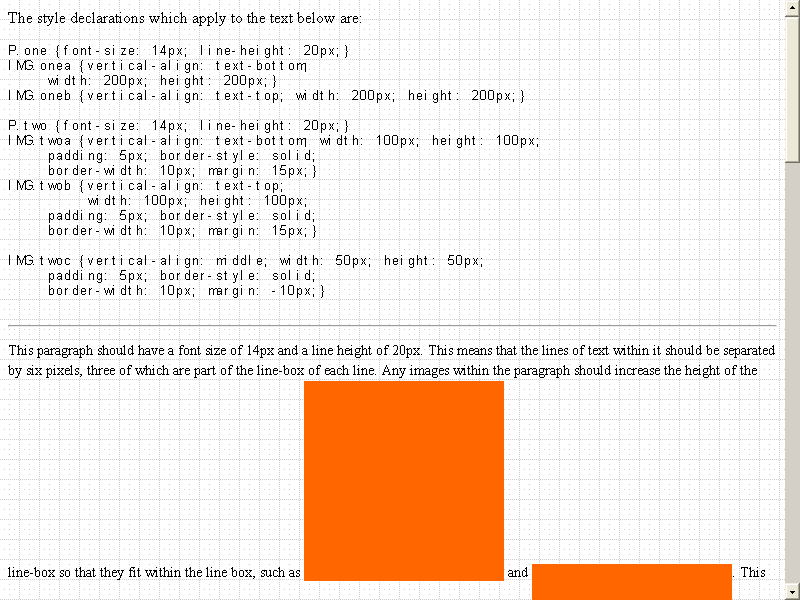 The style declarations which apply to the text below are:
P.one {font-size: 14px; line-height: 20px;}
IMG.onea {vertical-align: text-bottom;
width: 200px; height: 200px;}
IMG.oneb {vertical-align: text-top; width: 200px; height: 200px;}
P.two {font-size: 14px; line-height: 20px;}
IMG.twoa {vertical-align: text-bottom; width: 100px; height: 100px;
padding: 5px; border-style: solid;
border-width: 10px; margin: 15px;}
IMG.twob {vertical-align: text-top;
width: 100px; height: 100px;
padding: 5px; border-style: solid;
border-width: 10px; margin: 15px;}
IMG.twoc {vertical-align: middle; width: 50px; height: 50px;
padding: 5px; border-style: solid;
border-width: 10px; margin: -10px;}
This paragraph should have a font size of 14px and a line height of 20px. This means that the lines of text within it should be separated
by six pixels, three of which are part of the line-box of each line. Any images within the paragraph should increase the height of the
line-box so that they fit within the line box, such as and . This